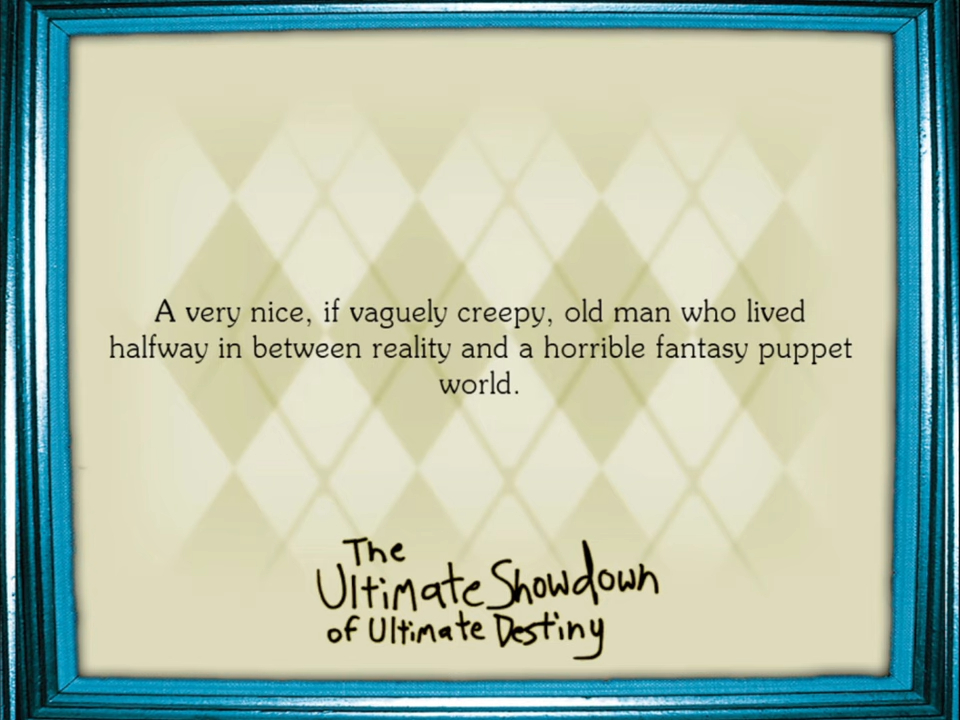 A very nice, if vaguely creepy, old man who lived
halfway in between reality and a horrible fantasy puppet
world.
The
Ultimate Showdown
of Ultimate Destiny